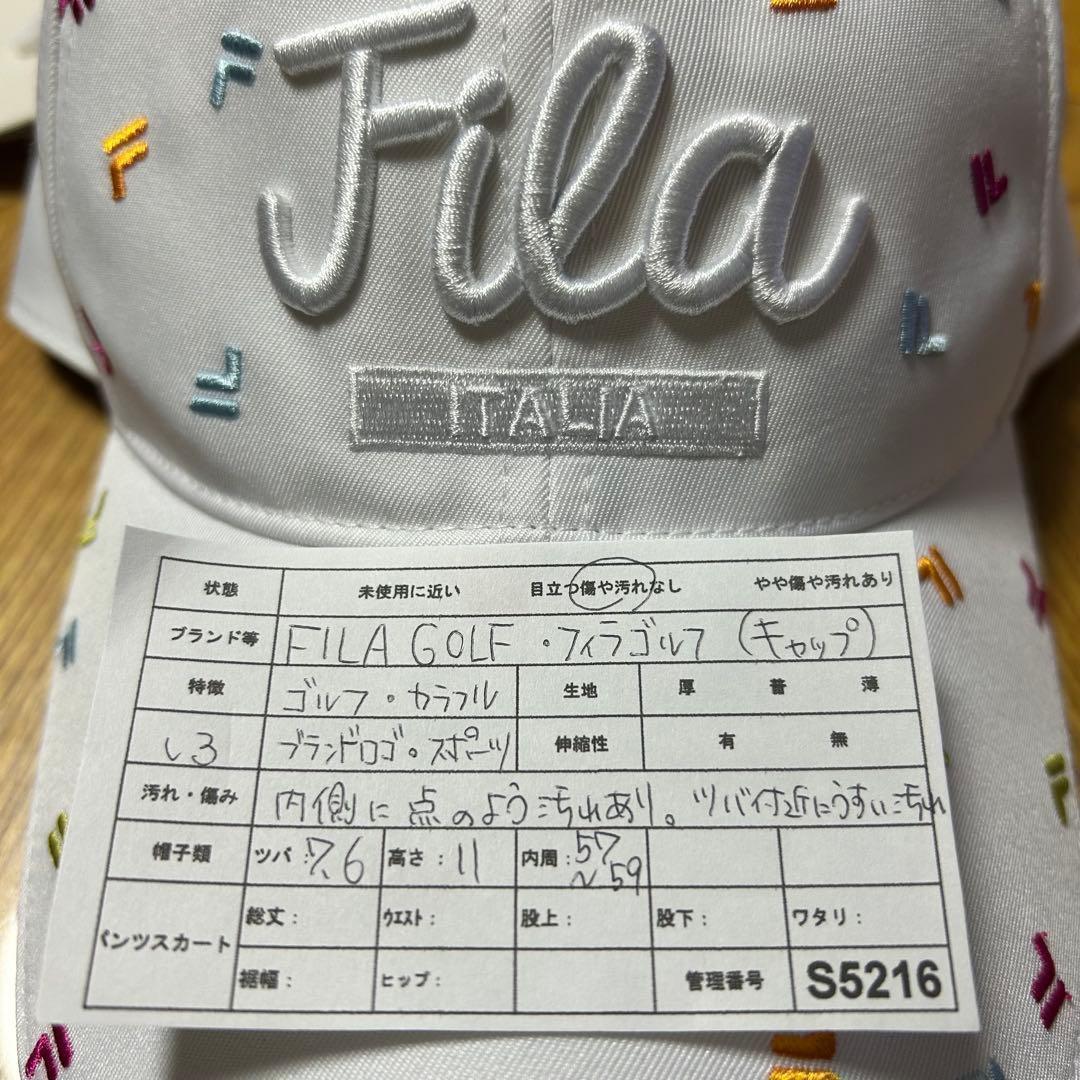 Fila
ITALIA
状態 未使用に近い 目立つ傷や汚れなし やや傷や汚れあり
ブランド等 FILA GOLF・フィラゴルフ(キャップ)
特徴 ゴルフ・カラフル 生地 厚 普 薄
しろ ブランドロゴ・スポーツ 伸縮性 有 無
汚れ・傷み 内側に点のよう汚れあり。ツバ付近にうすい汚れ
帽子類 ツバ:7.6 高さ:11 内周:57~59
パンツスカート 総丈: ウエスト: 股上: 股下: ワタリ:
裾幅: ヒップ: 管理番号 S5216